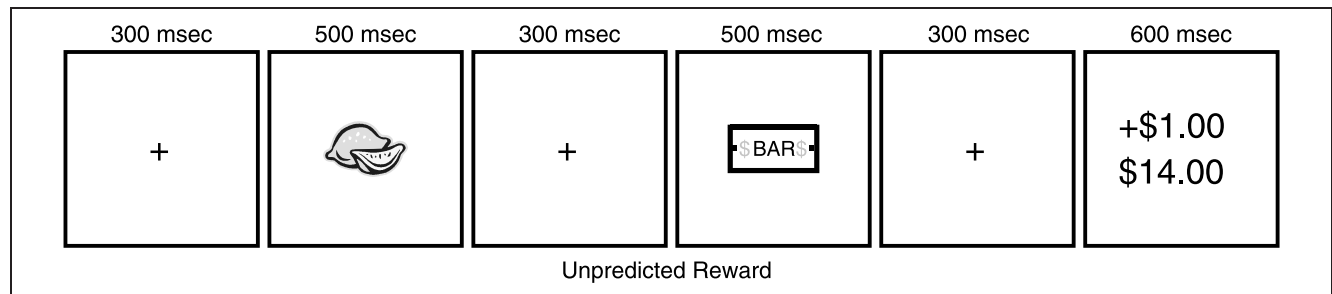 300 msec 500 msec 300 msec 500 msec 300 msec 600 msec
+ + $BAR$ + +$1.00
$14.00
Unpredicted Reward